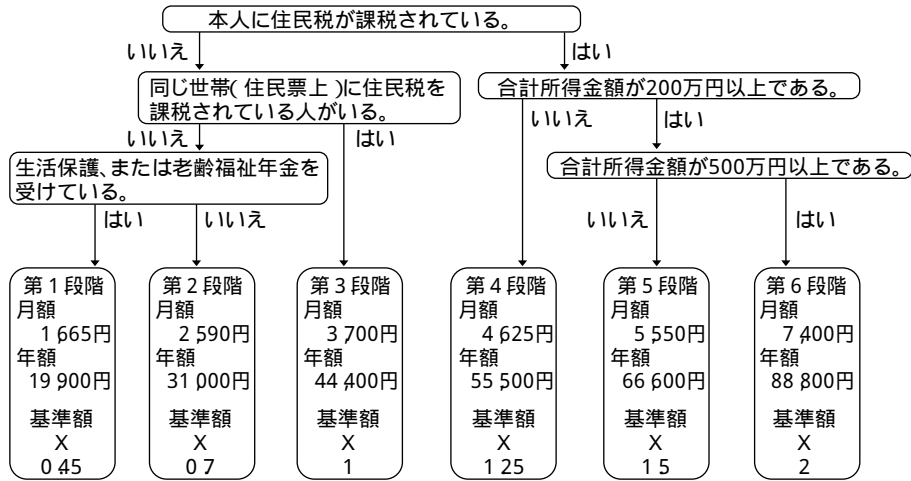 本人に住民税が課税されている。
いいえ
はい
同じ世帯(住民票上)に住民税を
課税されている人がいる。
合計所得金額が200万円以上である。
いいえ
はい
いいえ
はい
生活保護、または老齢福祉年金を
受けている。
合計所得金額が500万円以上である。
はい
いいえ
いいえ
はい
第1段階
月額
1,665円
年額
19,900円
基準額
X
0.45
第2段階
月額
2,590円
年額
31,000円
基準額
X
0.7
第3段階
月額
3,700円
年額
44,400円
基準額
X
1
第4段階
月額
4,625円
年額
55,500円
基準額
X
1.25
第5段階
月額
5,550円
年額
66,600円
基準額
X
1.5
第6段階
月額
7,400円
年額
88,800円
基準額
X
2